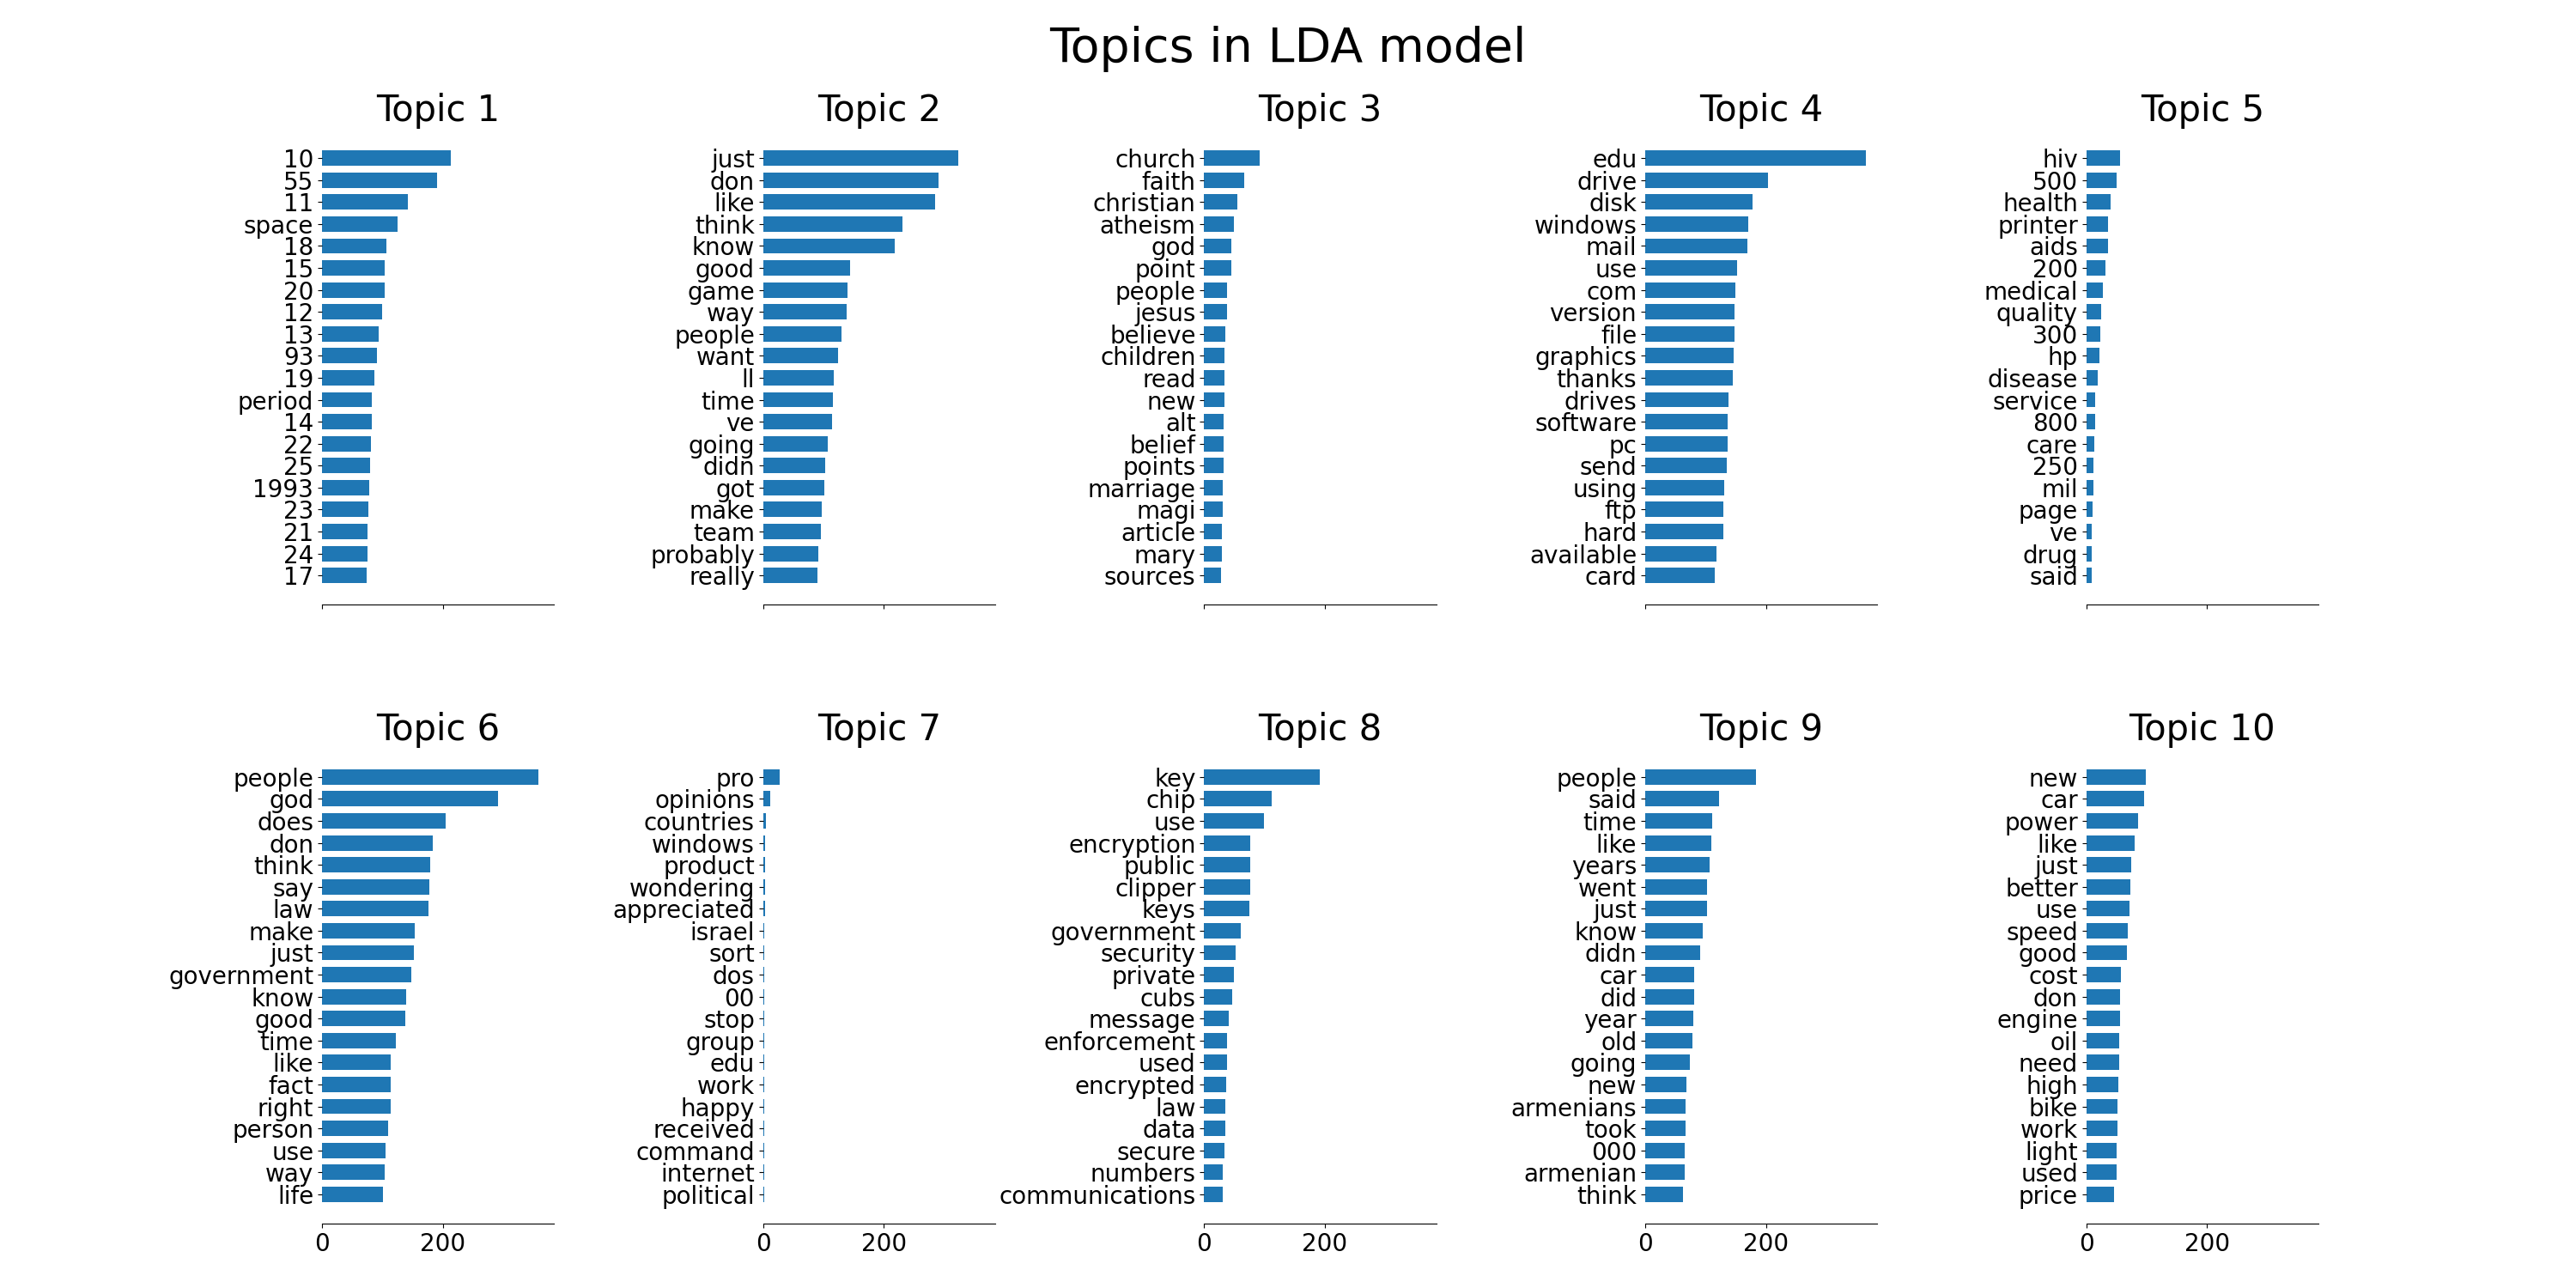 Topics in LDA model
Topic 1
10
55
11
space
18
15
20
12
13
93
19
period
14
22
25
1993
23
21
24
17
Topic 2
just
don
like
think
know
good
game
way
people
want
ll
time
ve
going
didn
got
make
team
probably
really
Topic 3
church
faith
christian
atheism
god
point
people
jesus
believe
children
read
new
alt
belief
points
marriage
magi
article
mary
sources
Topic 4
edu
drive
disk
windows
mail
use
com
version
file
graphics
thanks
drives
software
pc
send
using
ftp
hard
available
card
Topic 5
hiv
500
health
printer
aids
200
medical
quality
300
hp
disease
service
800
care
250
mil
page
ve
drug
said
Topic 6
people
god
does
don
think
say
law
make
just
government
know
good
time
like
fact
right
person
use
way
life
0 200
Topic 7
pro
opinions
countries
windows
product
wondering
appreciated
israel
sort
dos
00
stop
group
edu
work
happy
received
command
internet
political
0 200
Topic 8
key
chip
use
encryption
public
clipper
keys
government
security
private
cubs
message
enforcement
used
encrypted
law
data
secure
numbers
communications
0 200
Topic 9
people
said
time
like
years
went
just
know
didn
car
did
year
old
going
new
armenians
took
000
armenian
think
0 200
Topic 10
new
car
power
like
just
better
use
speed
good
cost
don
engine
oil
need
high
bike
work
light
used
price
0 200